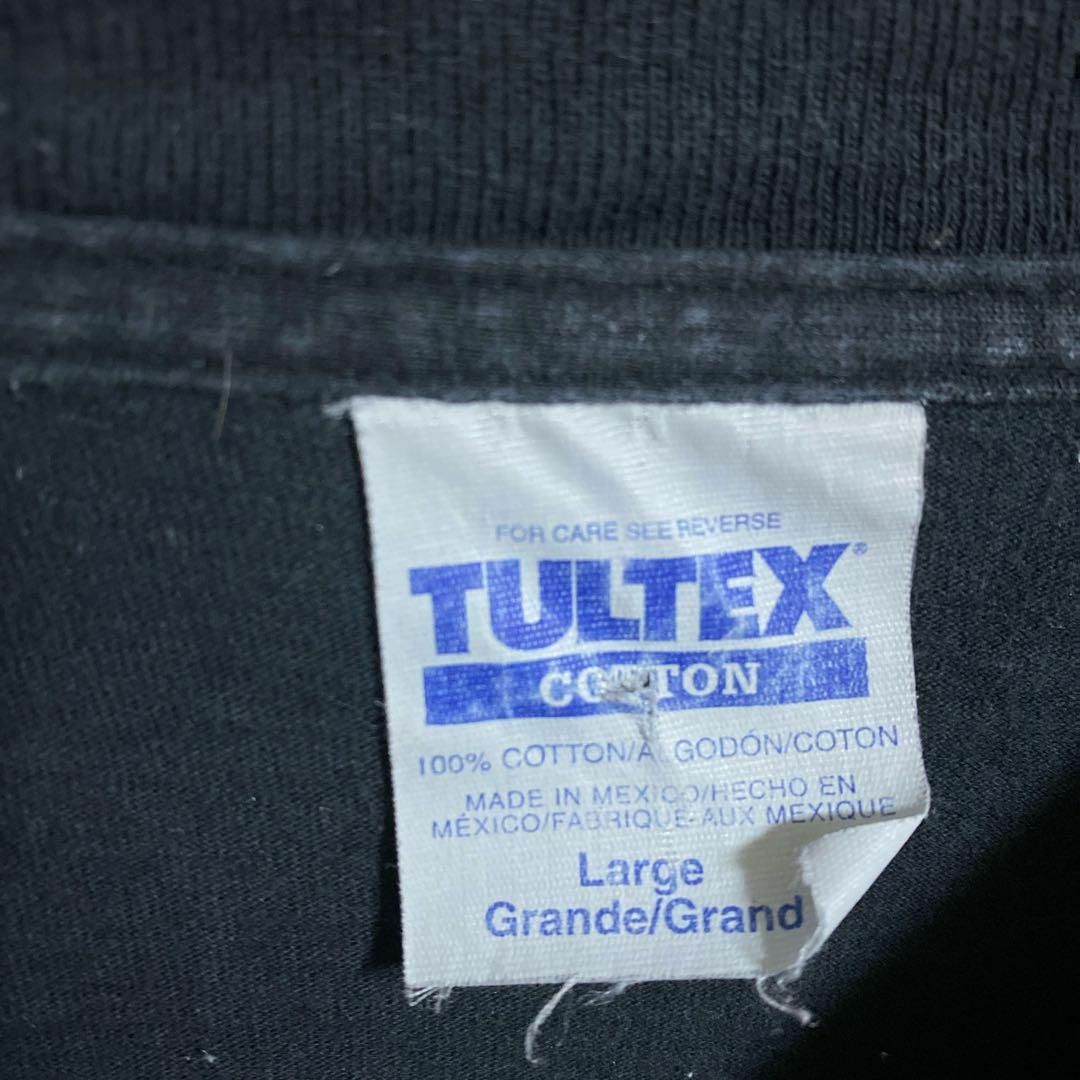 FOR CARE SEE REVERSE
TULTEX®
COTTON
100% COTTON/ALGODÓN/COTON
MADE IN MEXICO/HECHO EN
MÉXICO/FABRIQUE AUX MEXIQUE
Large
Grande/Grand